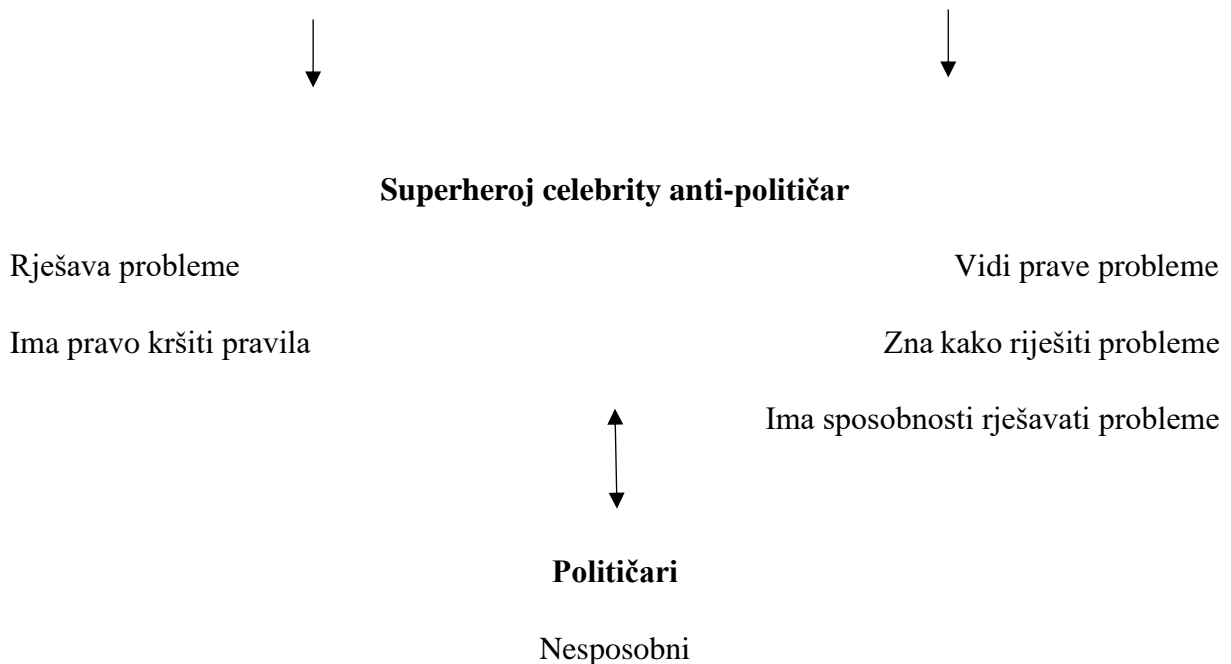 Superheroj celebrity anti-političar
Rješava probleme
Vidi prave probleme
Ima pravo kršiti pravila
Zna kako riješiti probleme
Ima sposobnosti rješavati probleme
Političari
Nesposobni